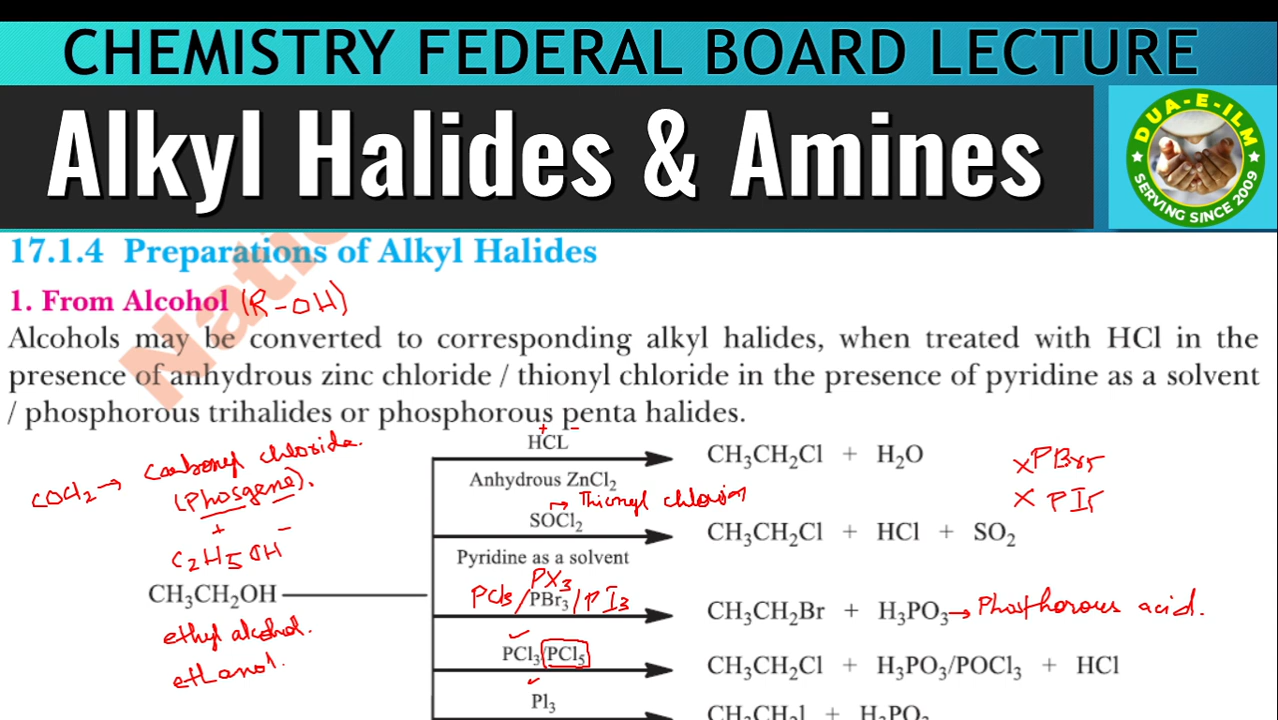 CHEMISTRY FEDERAL BOARD LECTURE
Alkyl Halides & Amines
DUA-E-ILM
SERVING SINCE 2009
17.1.4 Preparations of Alkyl Halides
1. From Alcohol (R-OH)
Alcohols may be converted to corresponding alkyl halides, when treated with HCl in the
presence of anhydrous zinc chloride / thionyl chloride in the presence of pyridine as a solvent
/ phosphorous trihalides or phosphorous penta halides.
COCl₂ → Carbonyl chloride.
(Phosgene).
+ -
C₂H₅OH
CH₃CH₂OH
ethyl alcohol.
ethanol.
+ -
HCL
Anhydrous ZnCl₂
CH₃CH₂Cl + H₂O
x PBr₅
x PI₅
→ Thionyl chloride
SOCl₂
Pyridine as a solvent
CH₃CH₂Cl + HCl + SO₂
PX₃
PCl₃/PBr₃/PI₃
CH₃CH₂Br + H₃PO₃ → Phosphorous acid.
✓
PCl₃/PCl₅
CH₃CH₂Cl + H₃PO₃/POCl₃ + HCl
✓
PI₃
CH₃CH₂I + H₃PO₃
Natio